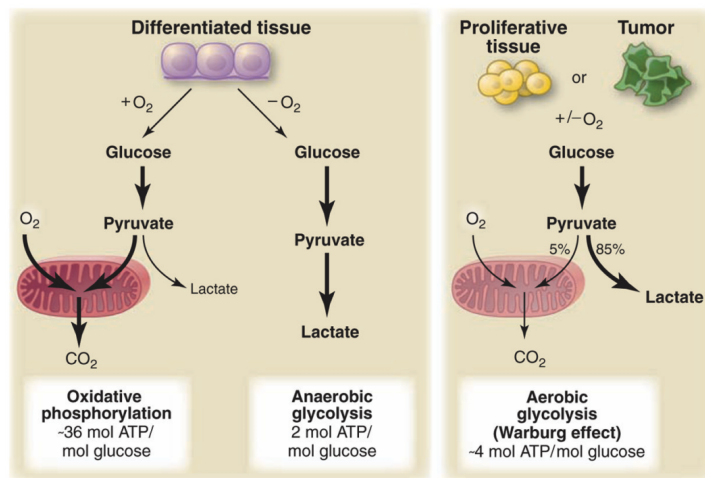 Differentiated tissue
+O₂
−O₂
Glucose
Glucose
O₂
Pyruvate
Pyruvate
Lactate
Lactate
CO₂
Oxidative
phosphorylation
~36 mol ATP/
mol glucose
Anaerobic
glycolysis
2 mol ATP/
mol glucose
Proliferative
tissue
or
Tumor
+/−O₂
Glucose
O₂
Pyruvate
5%
85%
Lactate
CO₂
Aerobic
glycolysis
(Warburg effect)
~4 mol ATP/mol glucose